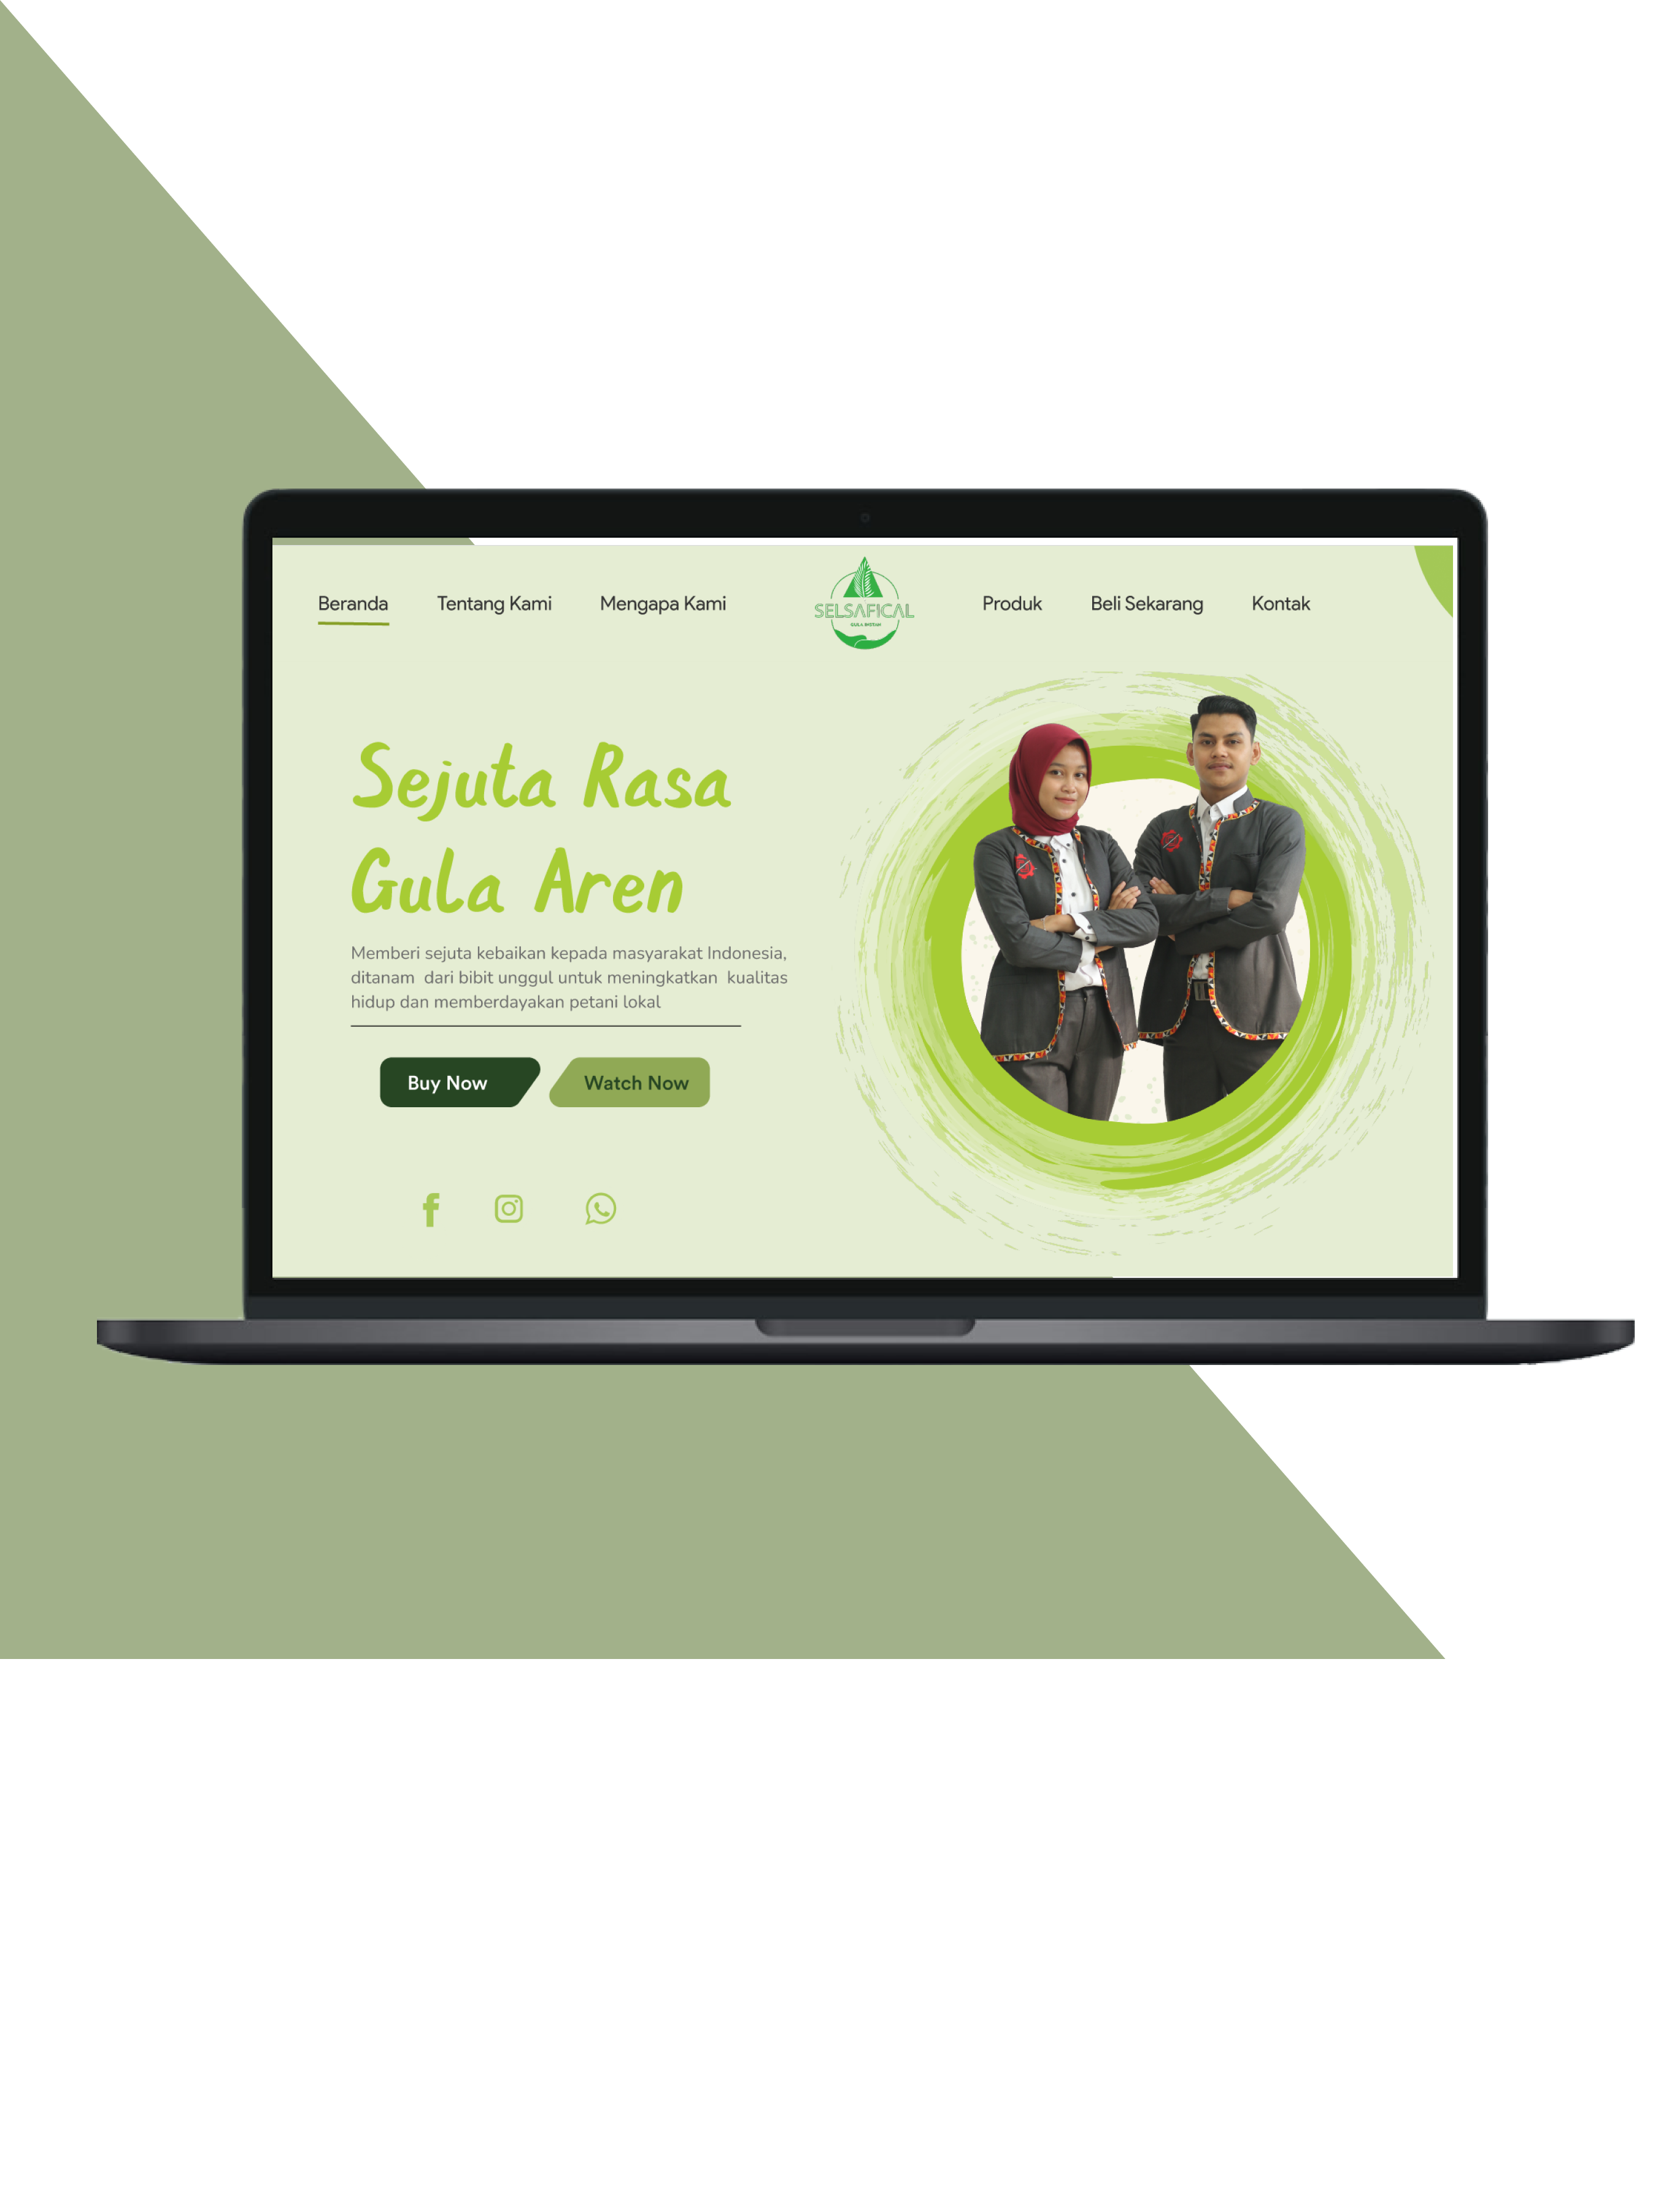 Beranda
Tentang Kami
Mengapa Kami
SELSAFICAL
GULA INSTAN
Produk
Beli Sekarang
Kontak
Sejuta Rasa
Gula Aren
Memberi sejuta kebaikan kepada masyarakat Indonesia,
ditanam dari bibit unggul untuk meningkatkan kualitas
hidup dan memberdayakan petani lokal
Buy Now
Watch Now